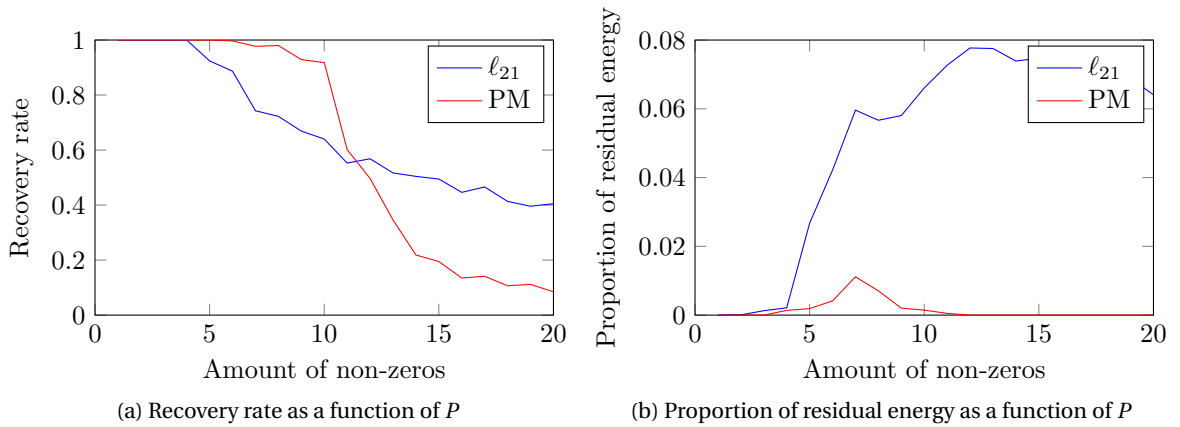 1
0.8
0.6
0.4
0.2
0
0
5
10
15
20
Recovery rate
Amount of non-zeros
ℓ21
PM
(a) Recovery rate as a function of P
0.08
0.06
0.04
0.02
0
0
5
10
15
20
Proportion of residual energy
Amount of non-zeros
ℓ21
PM
(b) Proportion of residual energy as a function of P